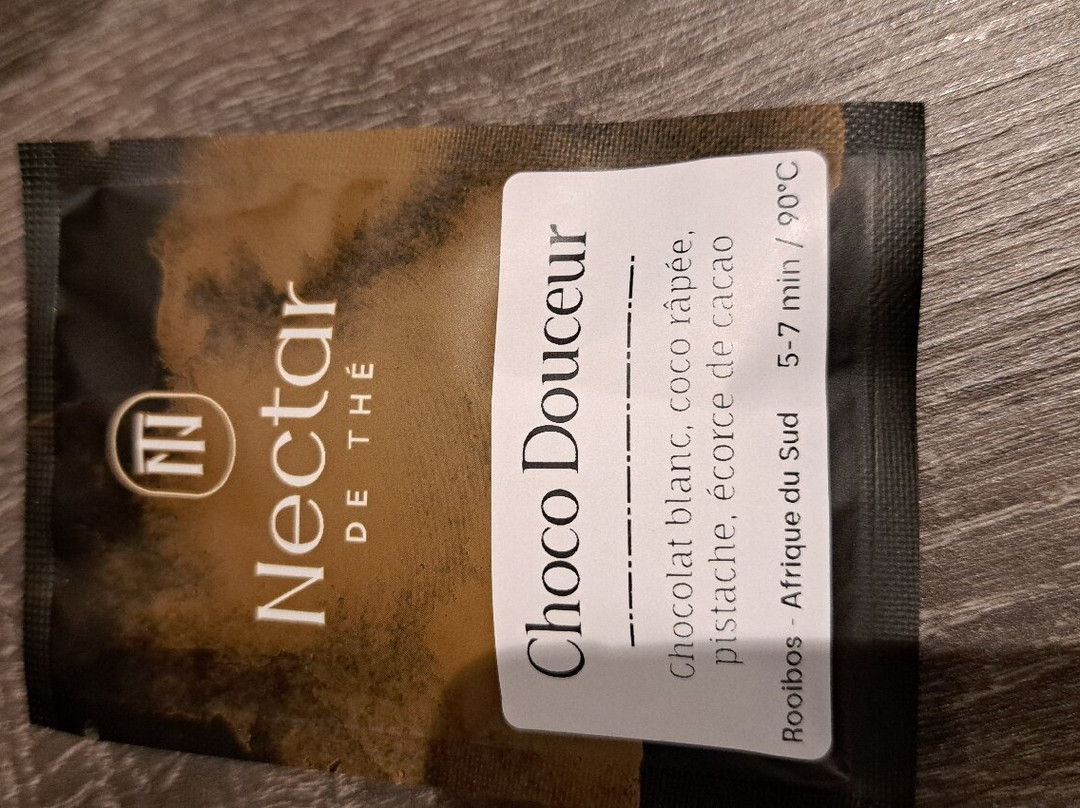 NT
Nectar
DE THÉ
Choco Douceur
Chocolat blanc, coco râpée,
pistache, écorce de cacao
Rooibos - Afrique du Sud 5-7 min / 90°C